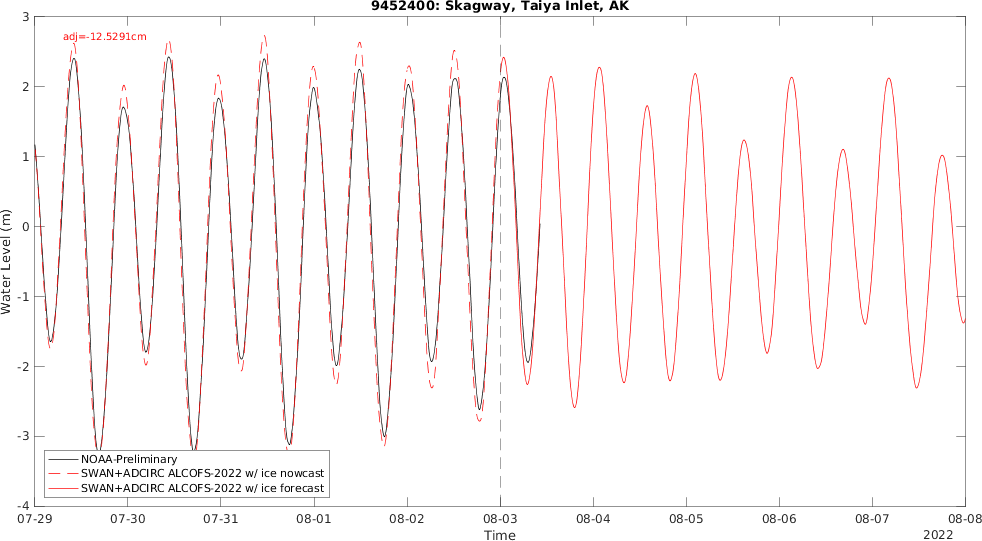 9452400: Skagway, Taiya Inlet, AK
adj=-12.5291cm
3
2
1
0
-1
-2
-3
-4
Water Level (m)
NOAA-Preliminary
SWAN+ADCIRC ALCOFS-2022 w/ ice nowcast
SWAN+ADCIRC ALCOFS-2022 w/ ice forecast
07-29 07-30 07-31 08-01 08-02 08-03 08-04 08-05 08-06 08-07 08-08
Time
2022